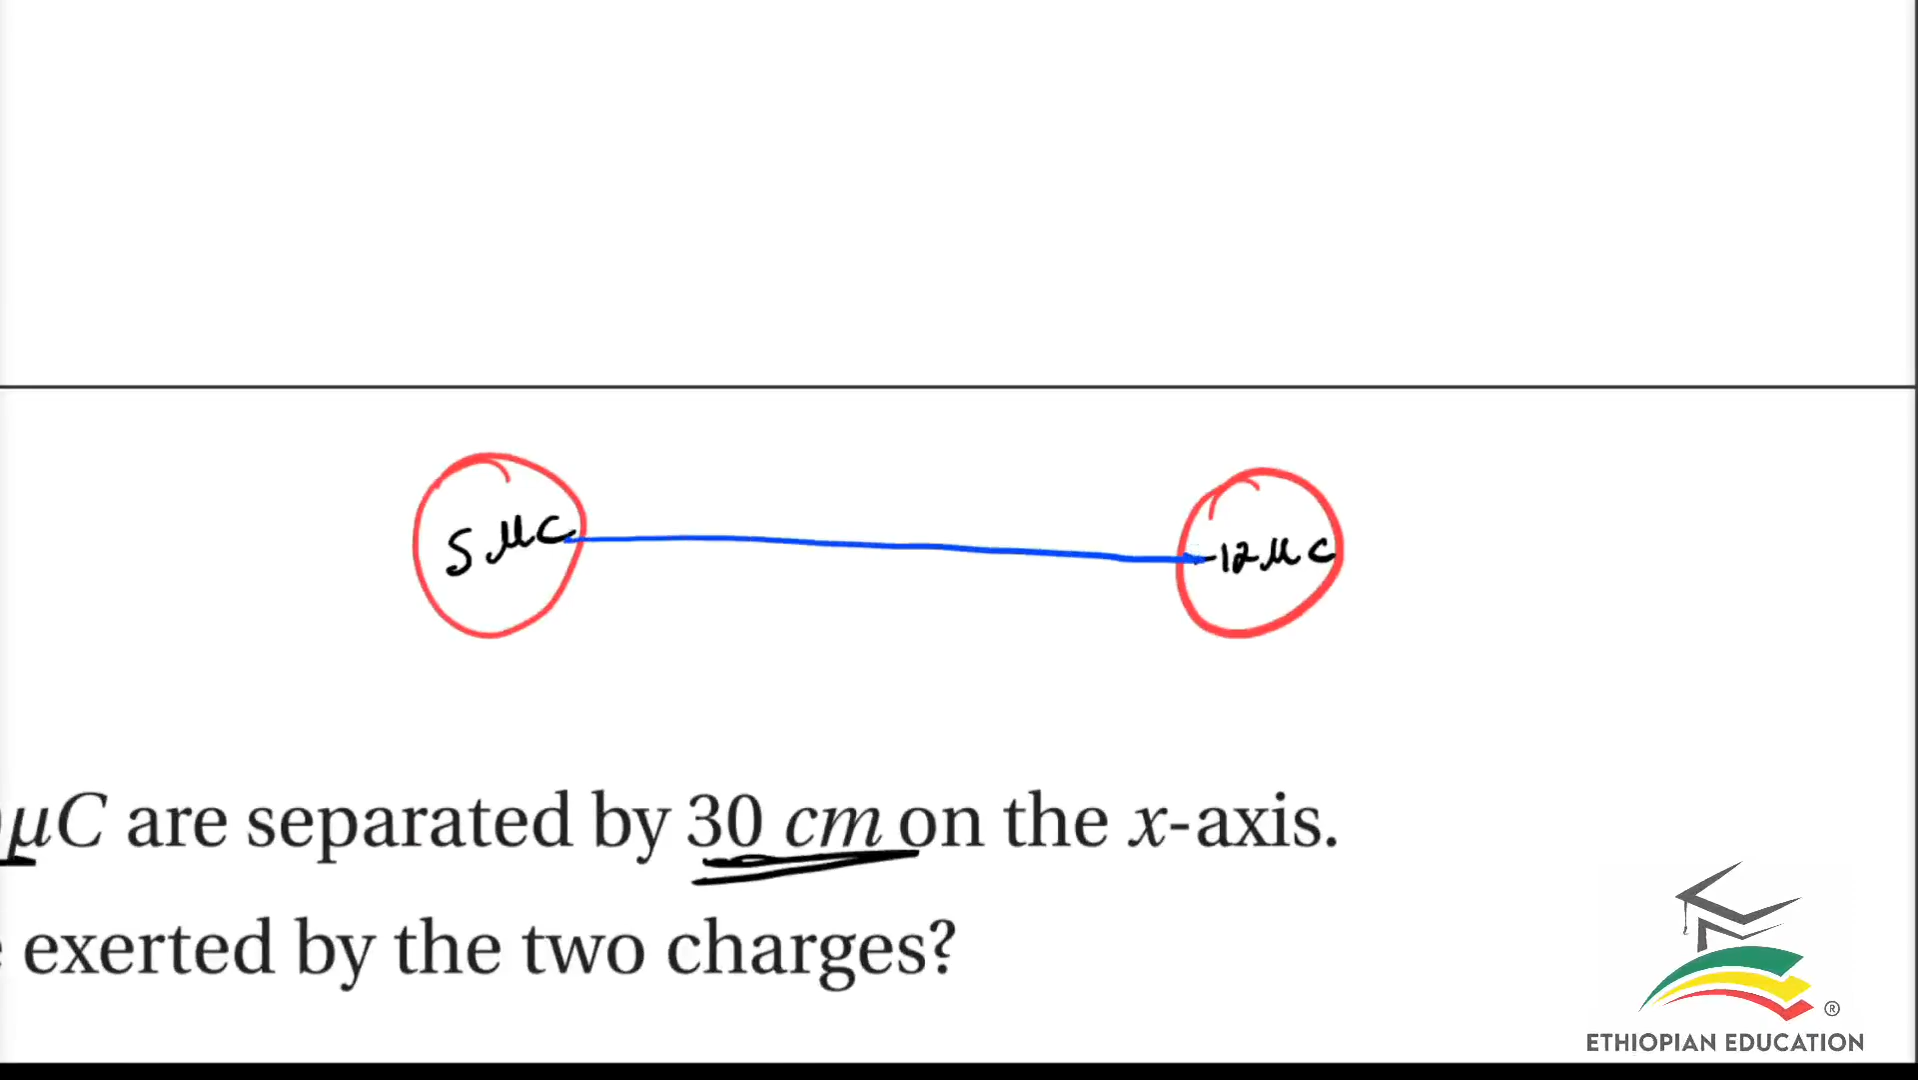 5 μC
-12 μC
μC are separated by 30 cm on the x-axis.
exerted by the two charges?
®
ETHIOPIAN EDUCATION